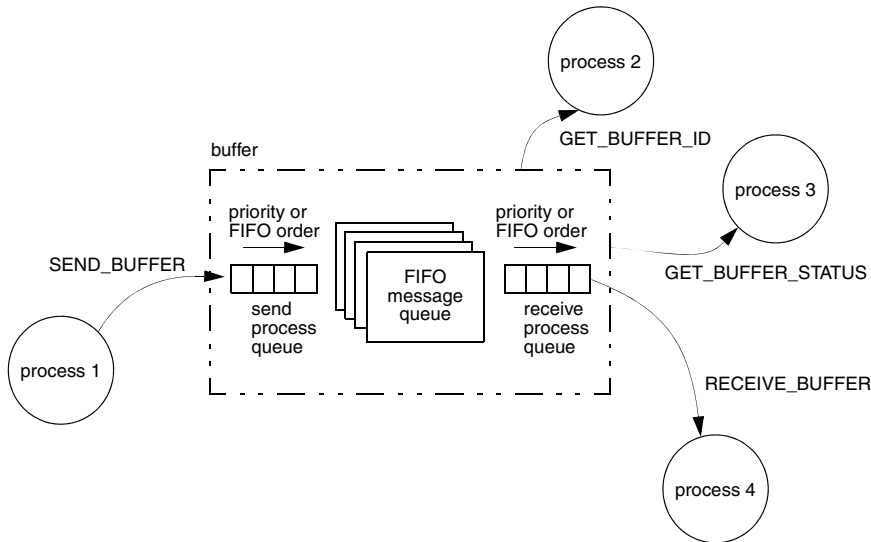 process 2
GET_BUFFER_ID
buffer
process 3
priority or
FIFO order
priority or
FIFO order
SEND_BUFFER
FIFO
message
queue
GET_BUFFER_STATUS
send
process
queue
receive
process
queue
process 1
RECEIVE_BUFFER
process 4